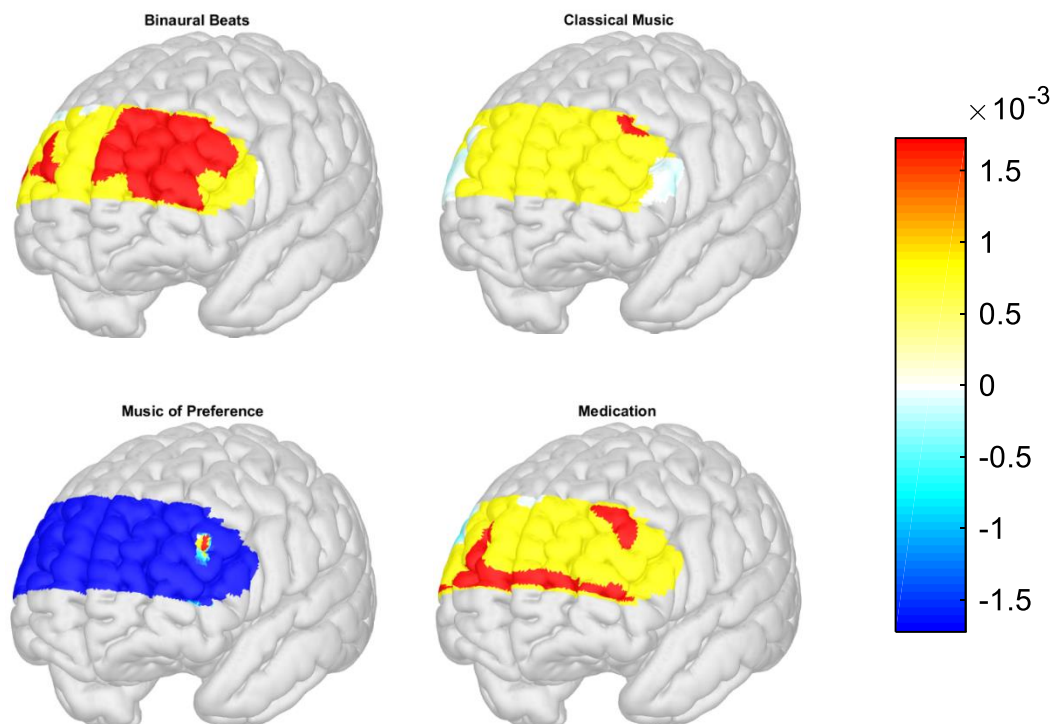 Binaural Beats
Classical Music
× 10⁻³
1.5
1
0.5
0
-0.5
-1
-1.5
Music of Preference
Medication